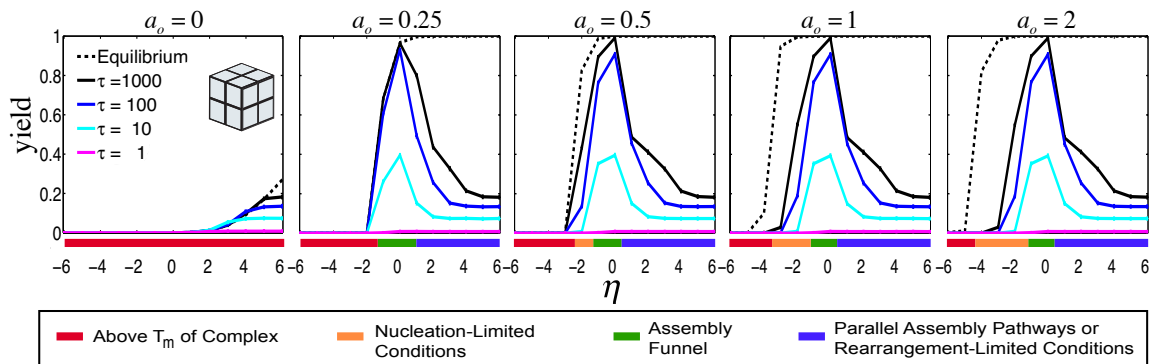 a_o = 0 a_o = 0.25 a_o = 0.5 a_o = 1 a_o = 2
yield
1
0.8
0.6
0.4
0.2
0
Equilibrium
τ =1000
τ = 100
τ = 10
τ = 1
−6 −4 −2 0 2 4 6 −6 −4 −2 0 2 4 6 −6 −4 −2 0 2 4 6 −6 −4 −2 0 2 4 6 −6 −4 −2 0 2 4 6
η
Above T_m of Complex
Nucleation-Limited
Conditions
Assembly
Funnel
Parallel Assembly Pathways or
Rearrangement-Limited Conditions